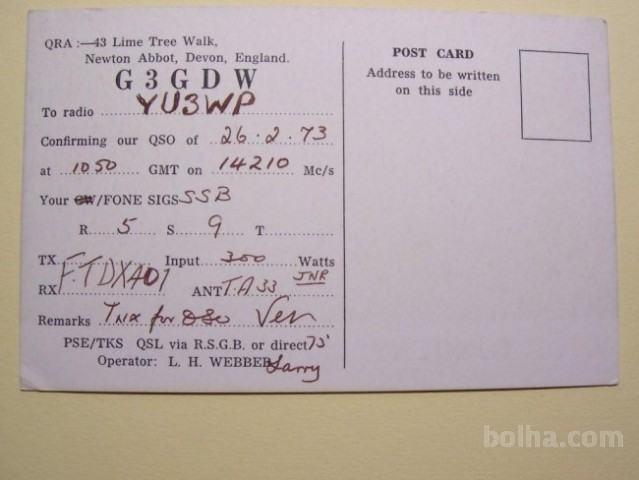 QRA :—43 Lime Tree Walk,
Newton Abbot, Devon, England.
G3GDW
To radio YU3WP
Confirming our QSO of 26.2.73
at 1050 GMT on 14210 Mc/s
Your CW/FONE SIGS SSB
R 5 S 9 T
TX Input 300 Watts
RX FTDX401 ANT TA33 JNR
Remarks Tnx for QSO
PSE/TKS QSL via R.S.G.B. or direct 73'
Operator: L. H. WEBBER Larry
POST CARD
Address to be written
on this side
bolha.com